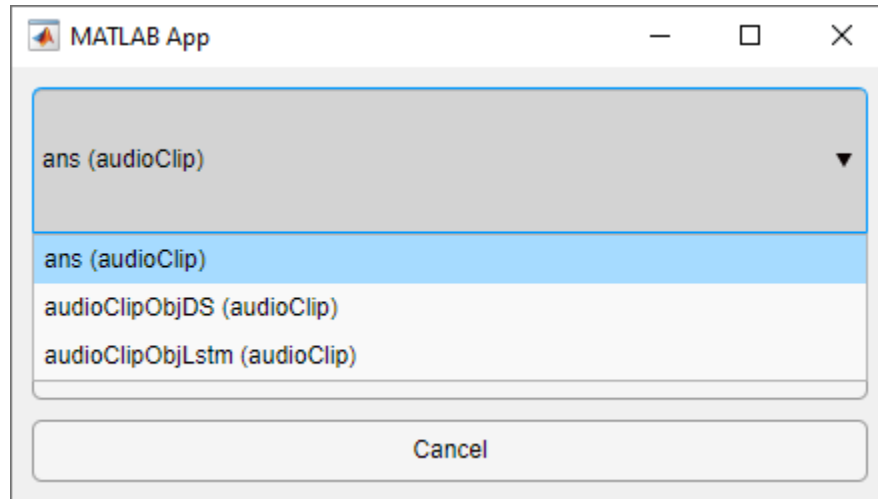 MATLAB App
ans (audioClip)
ans (audioClip)
audioClipObjDS (audioClip)
audioClipObjLstm (audioClip)
Cancel